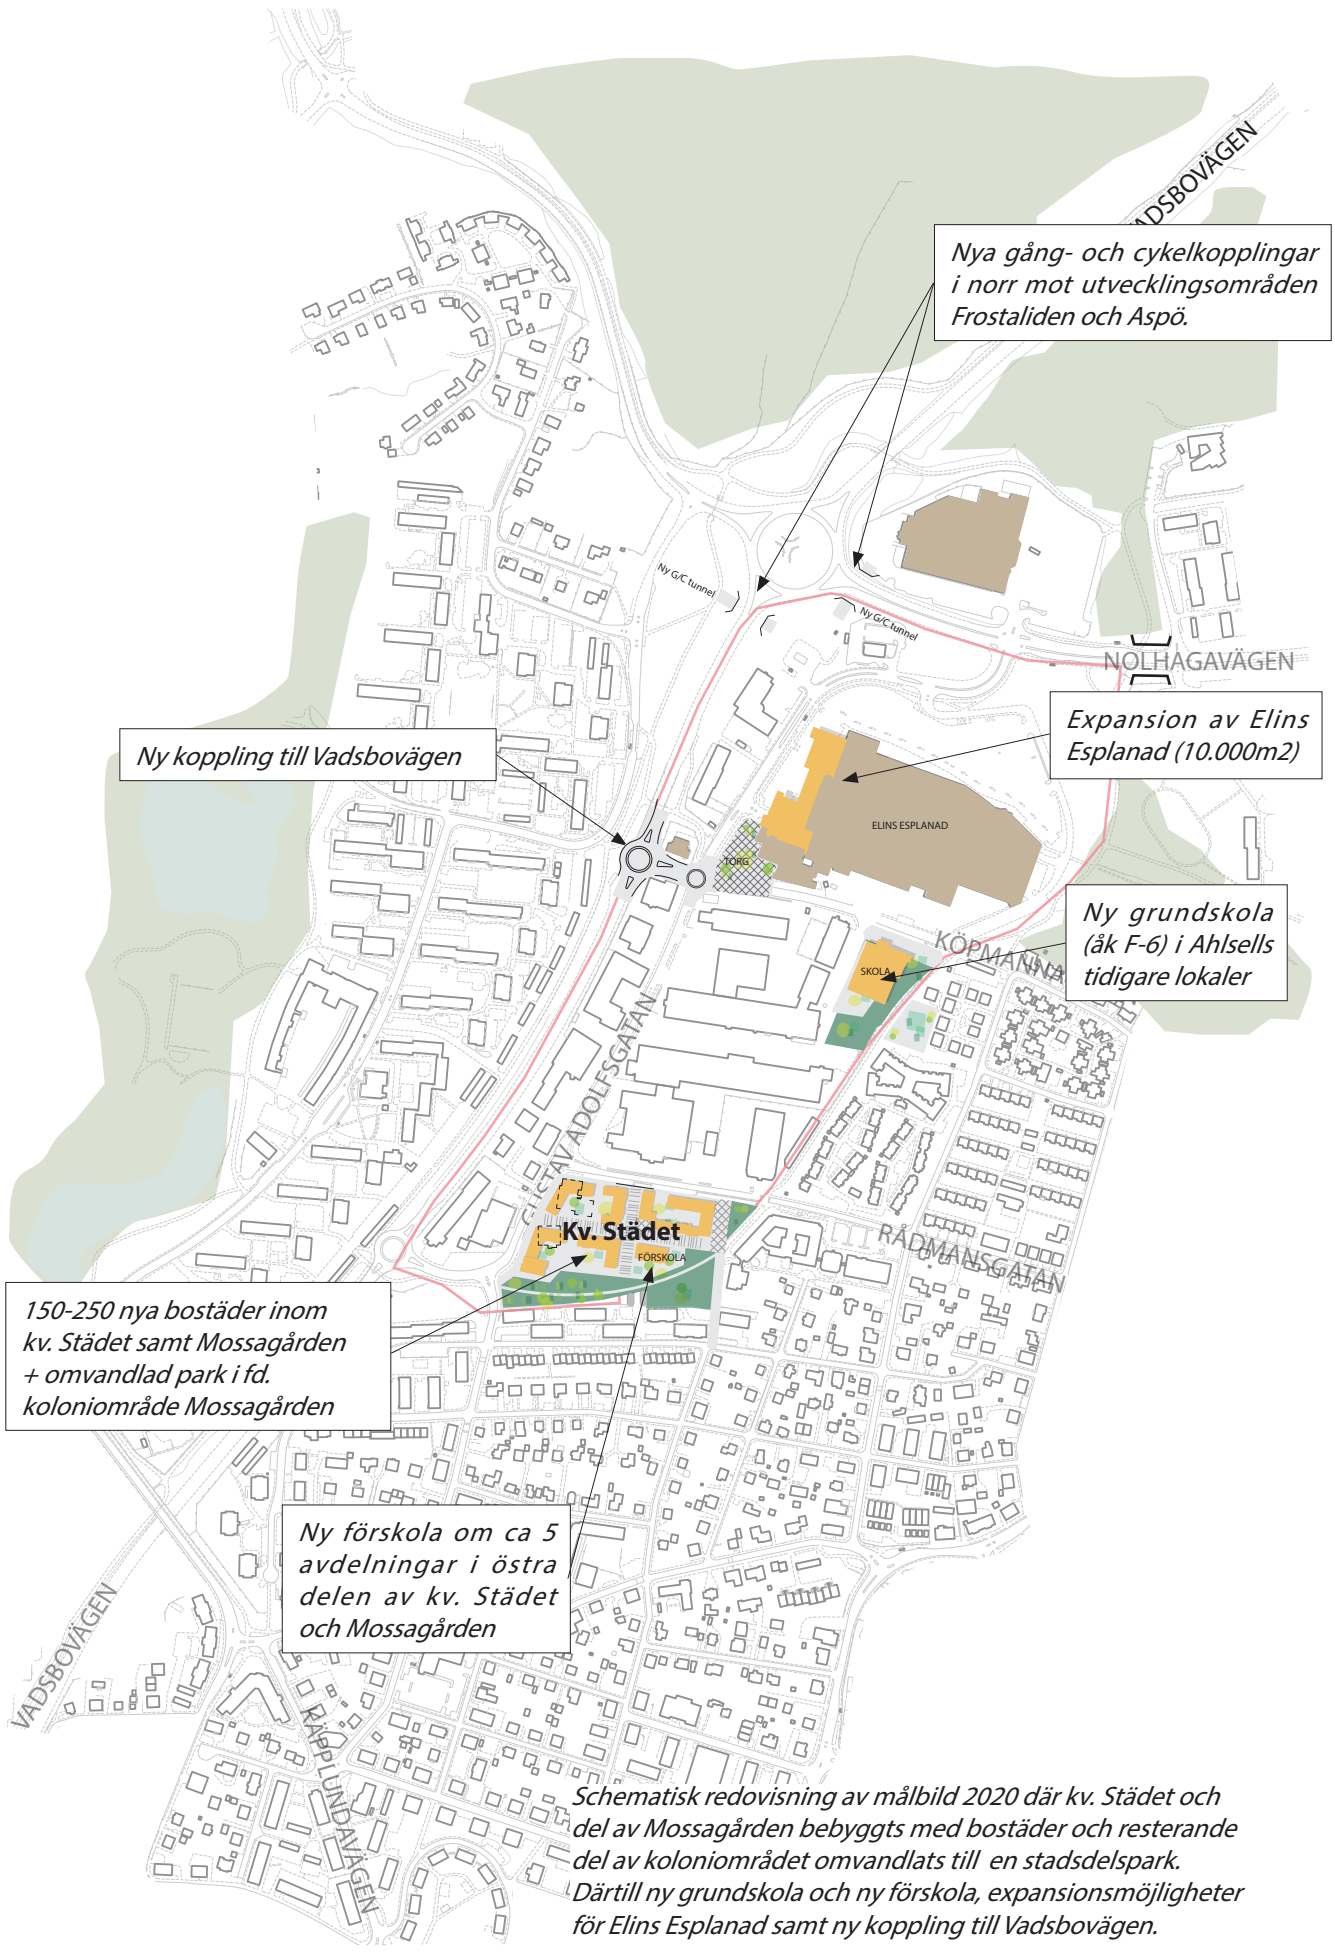 VADSBOVÄGEN
Nya gång- och cykelkopplingar
i norr mot utvecklingsområden
Frostaliden och Aspö.
Ny G/C tunnel
Ny G/C tunnel
NOLHAGAVÄGEN
Expansion av Elins
Esplanad (10.000m2)
Ny koppling till Vadsbovägen
ELINS ESPLANAD
TORG
Ny grundskola
(åk F-6) i Ahlsells
tidigare lokaler
KÖPMANNA
SKOLA
GUSTAV ADOLFSGATAN
Kv. Städet
FÖRSKOLA
RÅDMANSGATAN
150-250 nya bostäder inom
kv. Städet samt Mossagården
+ omvandlad park i fd.
koloniområde Mossagården
Ny förskola om ca 5
avdelningar i östra
delen av kv. Städet
och Mossagården
VADSBOVÄGEN
KÄPPLUNDAVÄGEN
Schematisk redovisning av målbild 2020 där kv. Städet och
del av Mossagården bebyggts med bostäder och resterande
del av koloniområdet omvandlats till en stadsdelspark.
Därtill ny grundskola och ny förskola, expansionsmöjligheter
för Elins Esplanad samt ny koppling till Vadsbovägen.